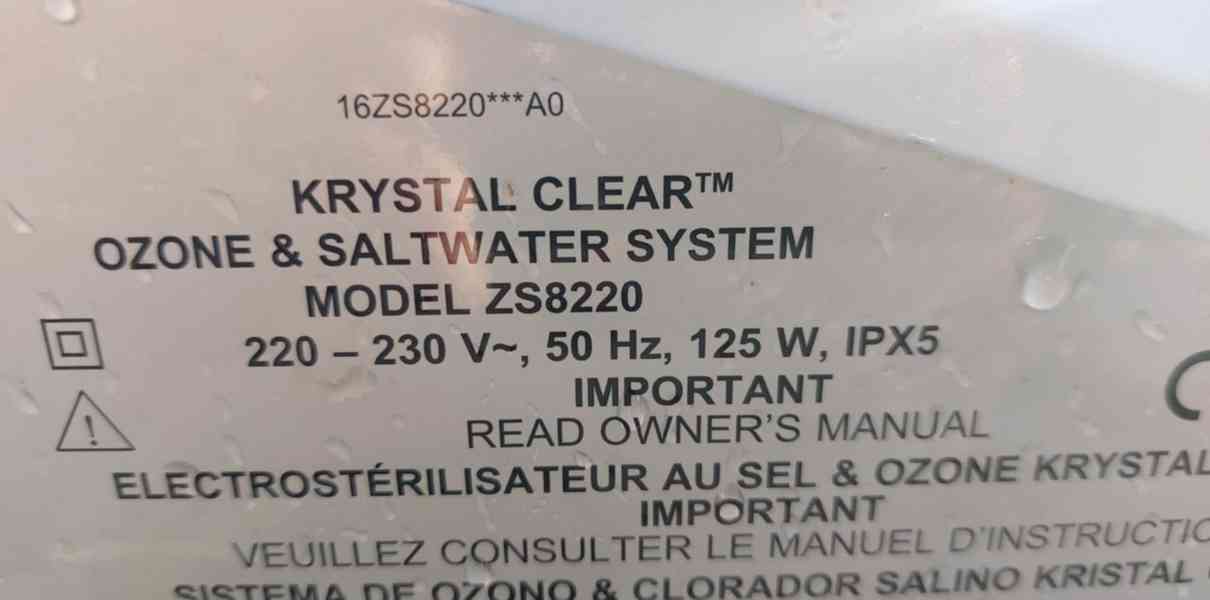 16ZS8220***A0
KRYSTAL CLEAR™
OZONE & SALTWATER SYSTEM
MODEL ZS8220
220 – 230 V~, 50 Hz, 125 W, IPX5
IMPORTANT
READ OWNER'S MANUAL
ELECTROSTÉRILISATEUR AU SEL & OZONE KRYSTAL
IMPORTANT
VEUILLEZ CONSULTER LE MANUEL D'INSTRUCTIO
SISTEMA DE OZONO & CLORADOR SALINO KRISTAL